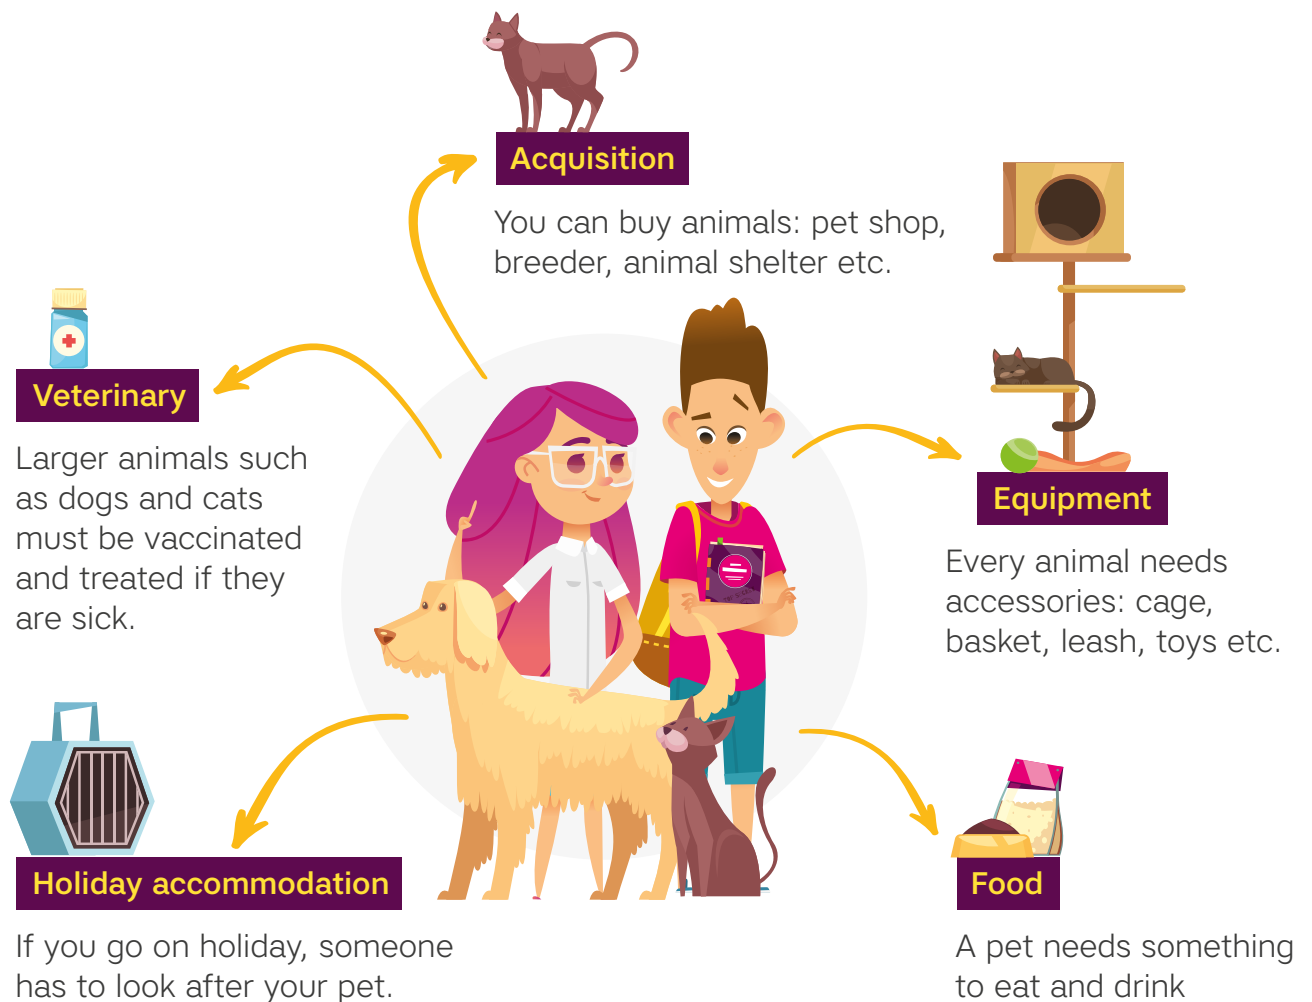 Acquisition
You can buy animals: pet shop,
breeder, animal shelter etc.
Veterinary
Larger animals such
as dogs and cats
must be vaccinated
and treated if they
are sick.
Equipment
Every animal needs
accessories: cage,
basket, leash, toys etc.
Holiday accommodation
If you go on holiday, someone
has to look after your pet.
Food
A pet needs something
to eat and drink